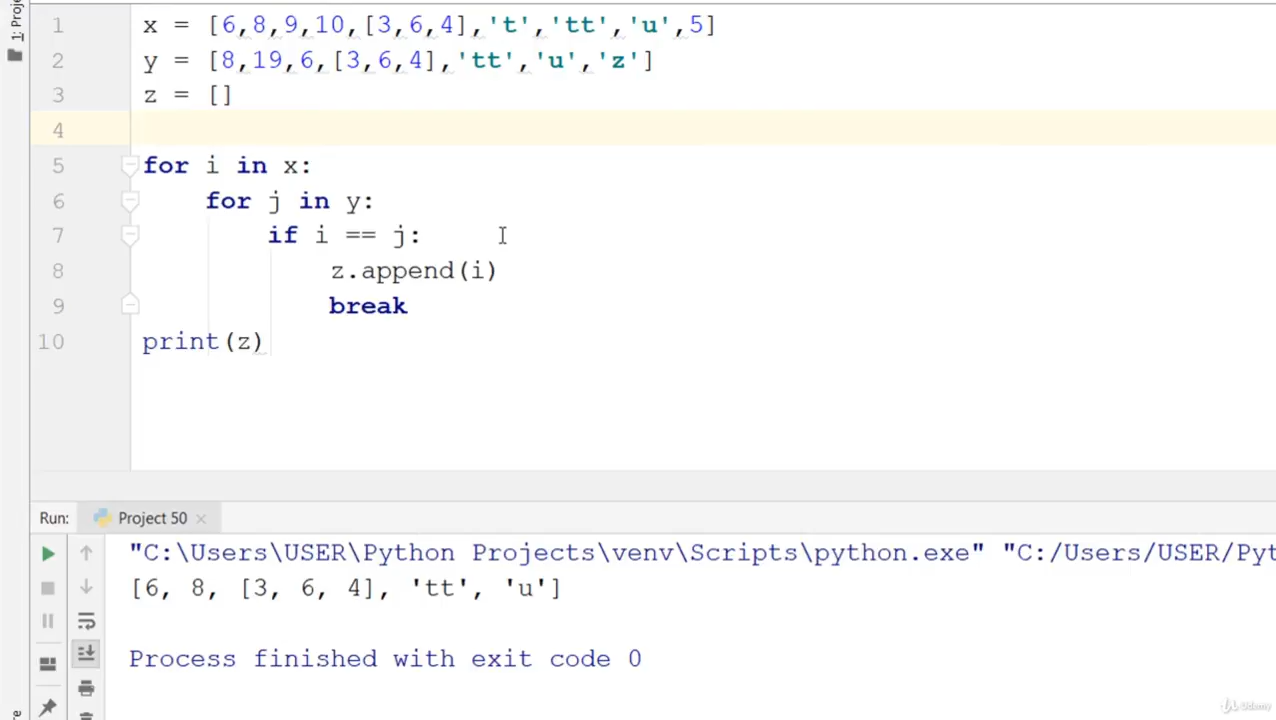 1: Proje
1 x = [6,8,9,10,[3,6,4],'t','tt','u',5]
2 y = [8,19,6,[3,6,4],'tt','u','z']
3 z = []
4
5 for i in x:
6 for j in y:
7 if i == j:
8 z.append(i)
9 break
10 print(z)
Run: Project 50
"C:\Users\USER\Python Projects\venv\Scripts\python.exe" "C:/Users/USER/Pyt
[6, 8, [3, 6, 4], 'tt', 'u']
Process finished with exit code 0
Udemy